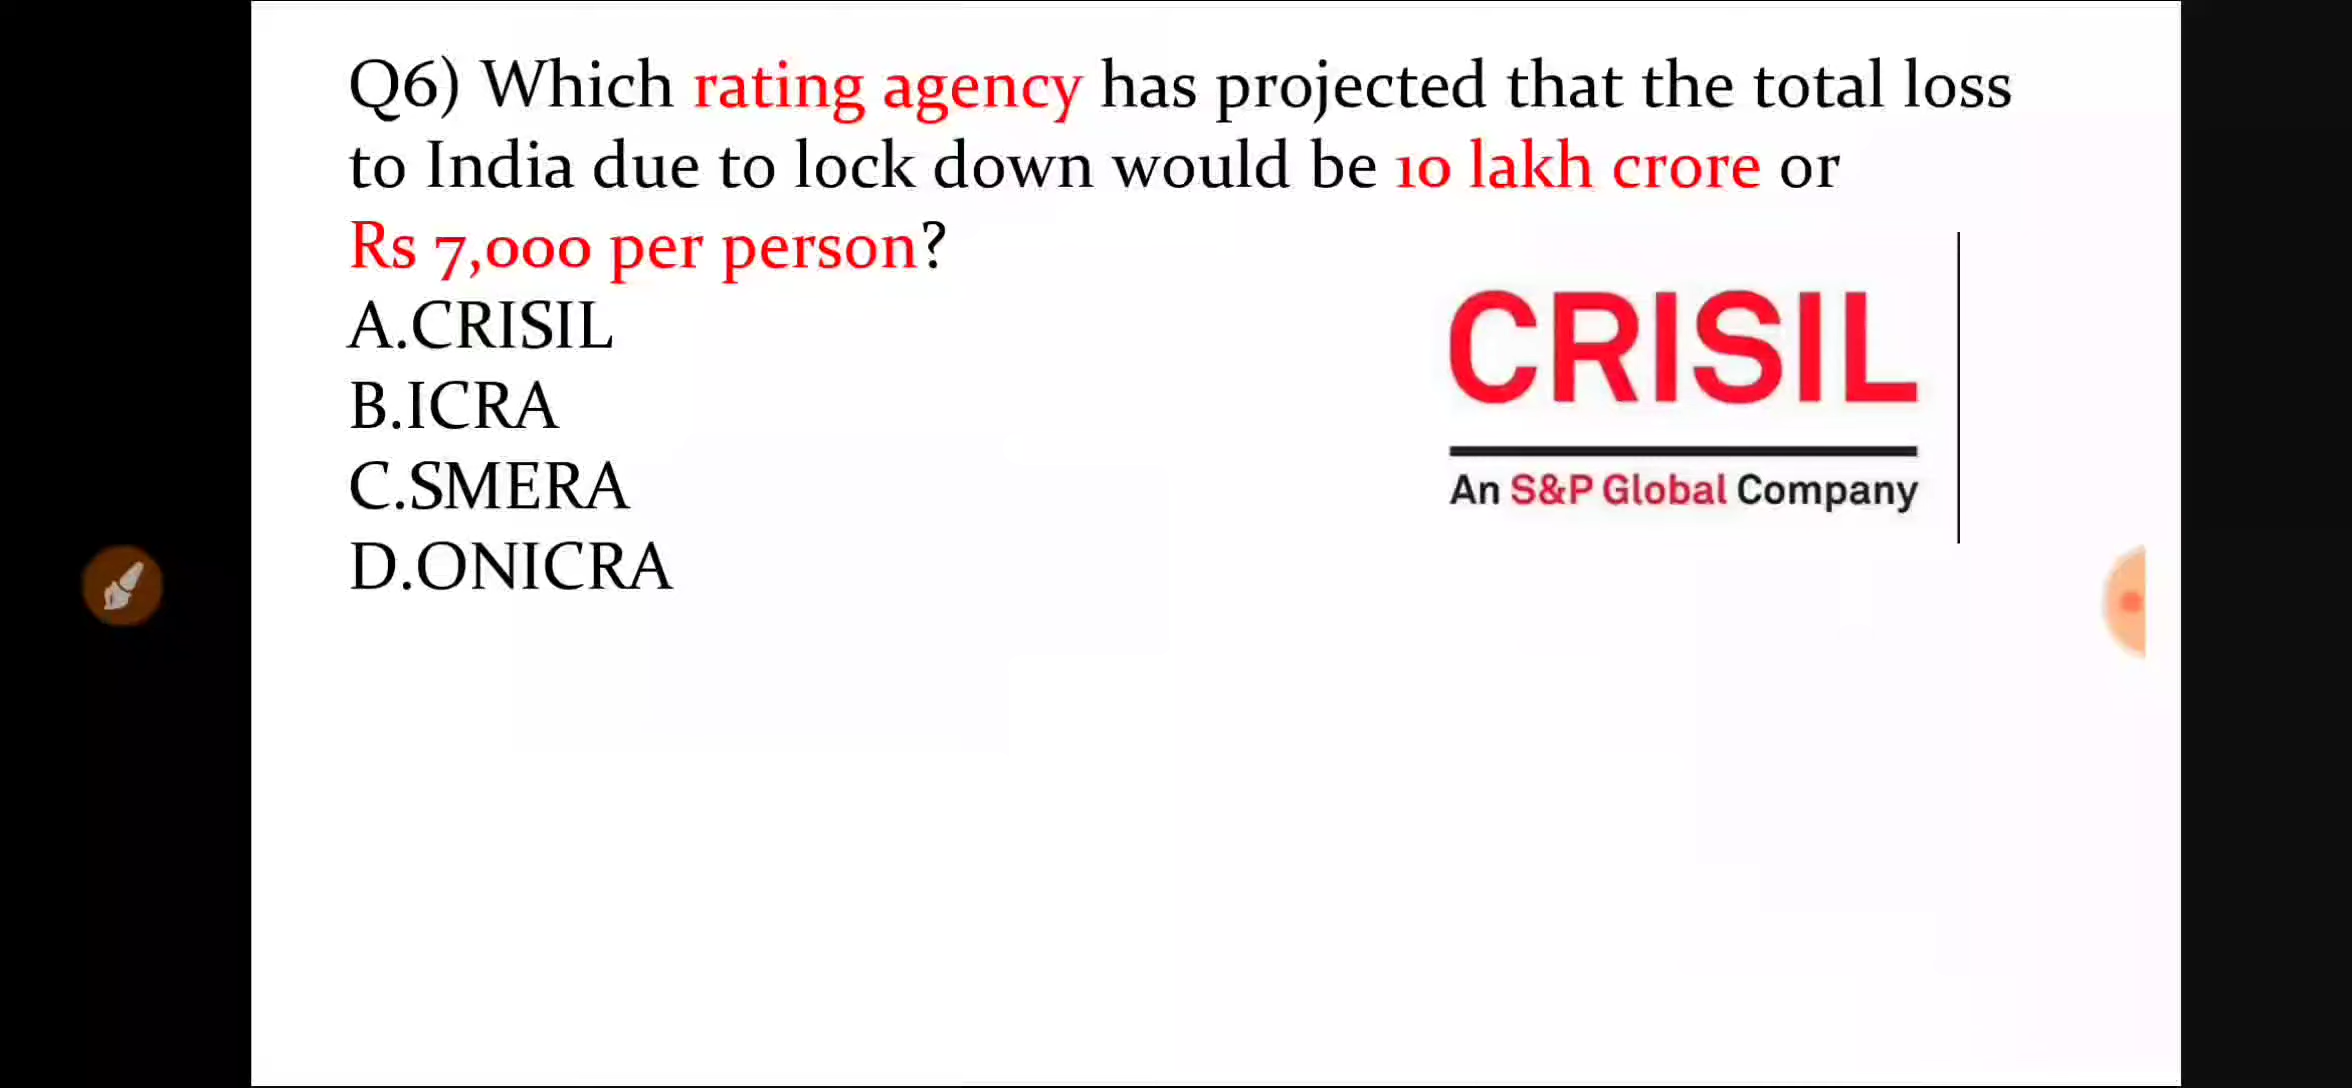 Q6) Which rating agency has projected that the total loss
to India due to lock down would be 10 lakh crore or
Rs 7,000 per person?
A.CRISIL
B.ICRA
C.SMERA
D.ONICRA
CRISIL
An S&P Global Company